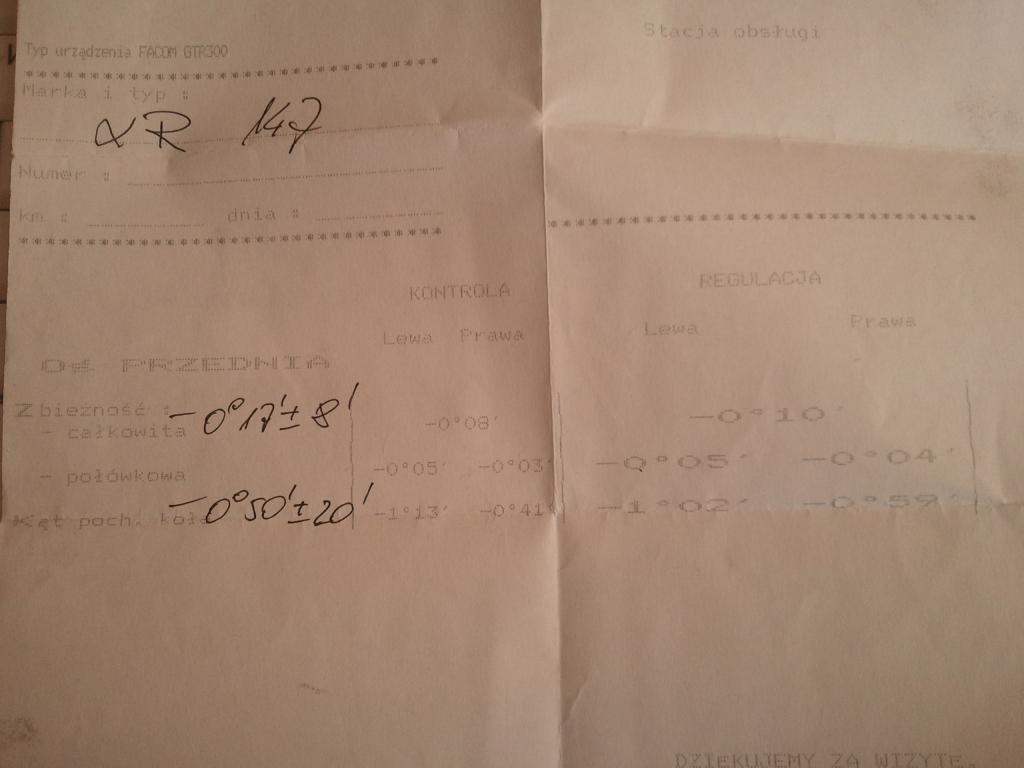 Typ urządzenia FACOM GTR300
Stacja obsługi
****************************************
Marka i typ :
αR 147
Numer :
km : dnia :
****************************************
****************************************
KONTROLA
REGULACJA
Lewa Prawa
Lewa Prawa
Oś PRZEDNIA
Zbieżność :
- całkowita -0°17'±8' -0°08' -0°10'
- połówkowa -0°05' -0°03' -0°05' -0°04'
Kąt poch. koła -0°50'±20' -1°13' -0°41' -1°02' -0°59'
DZIĘKUJEMY ZA WIZYTĘ.